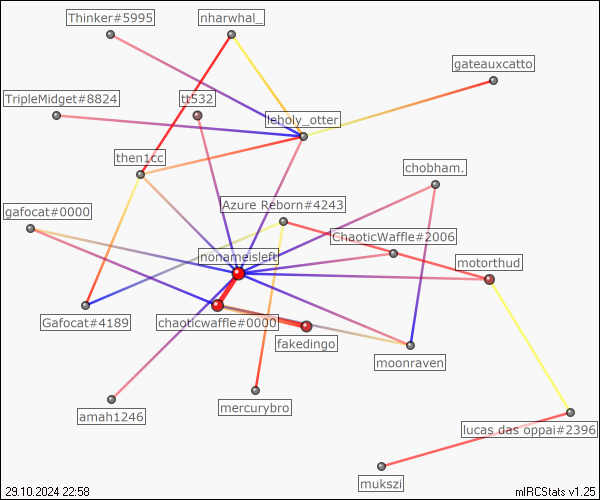 Thinker#5995
nharwhal_
gateauxcatto
TripleMidget#8824
tt532
leholy_otter
then1cc
chobham.
gafocat#0000
Azure Reborn#4243
ChaoticWaffle#2006
nonameisleft
motorthud
Gafocat#4189
chaoticwaffle#0000
fakedingo
moonraven
amah1246
mercurybro
lucas das oppai#2396
mukszi
29.10.2024 22:58
mIRCStats v1.25